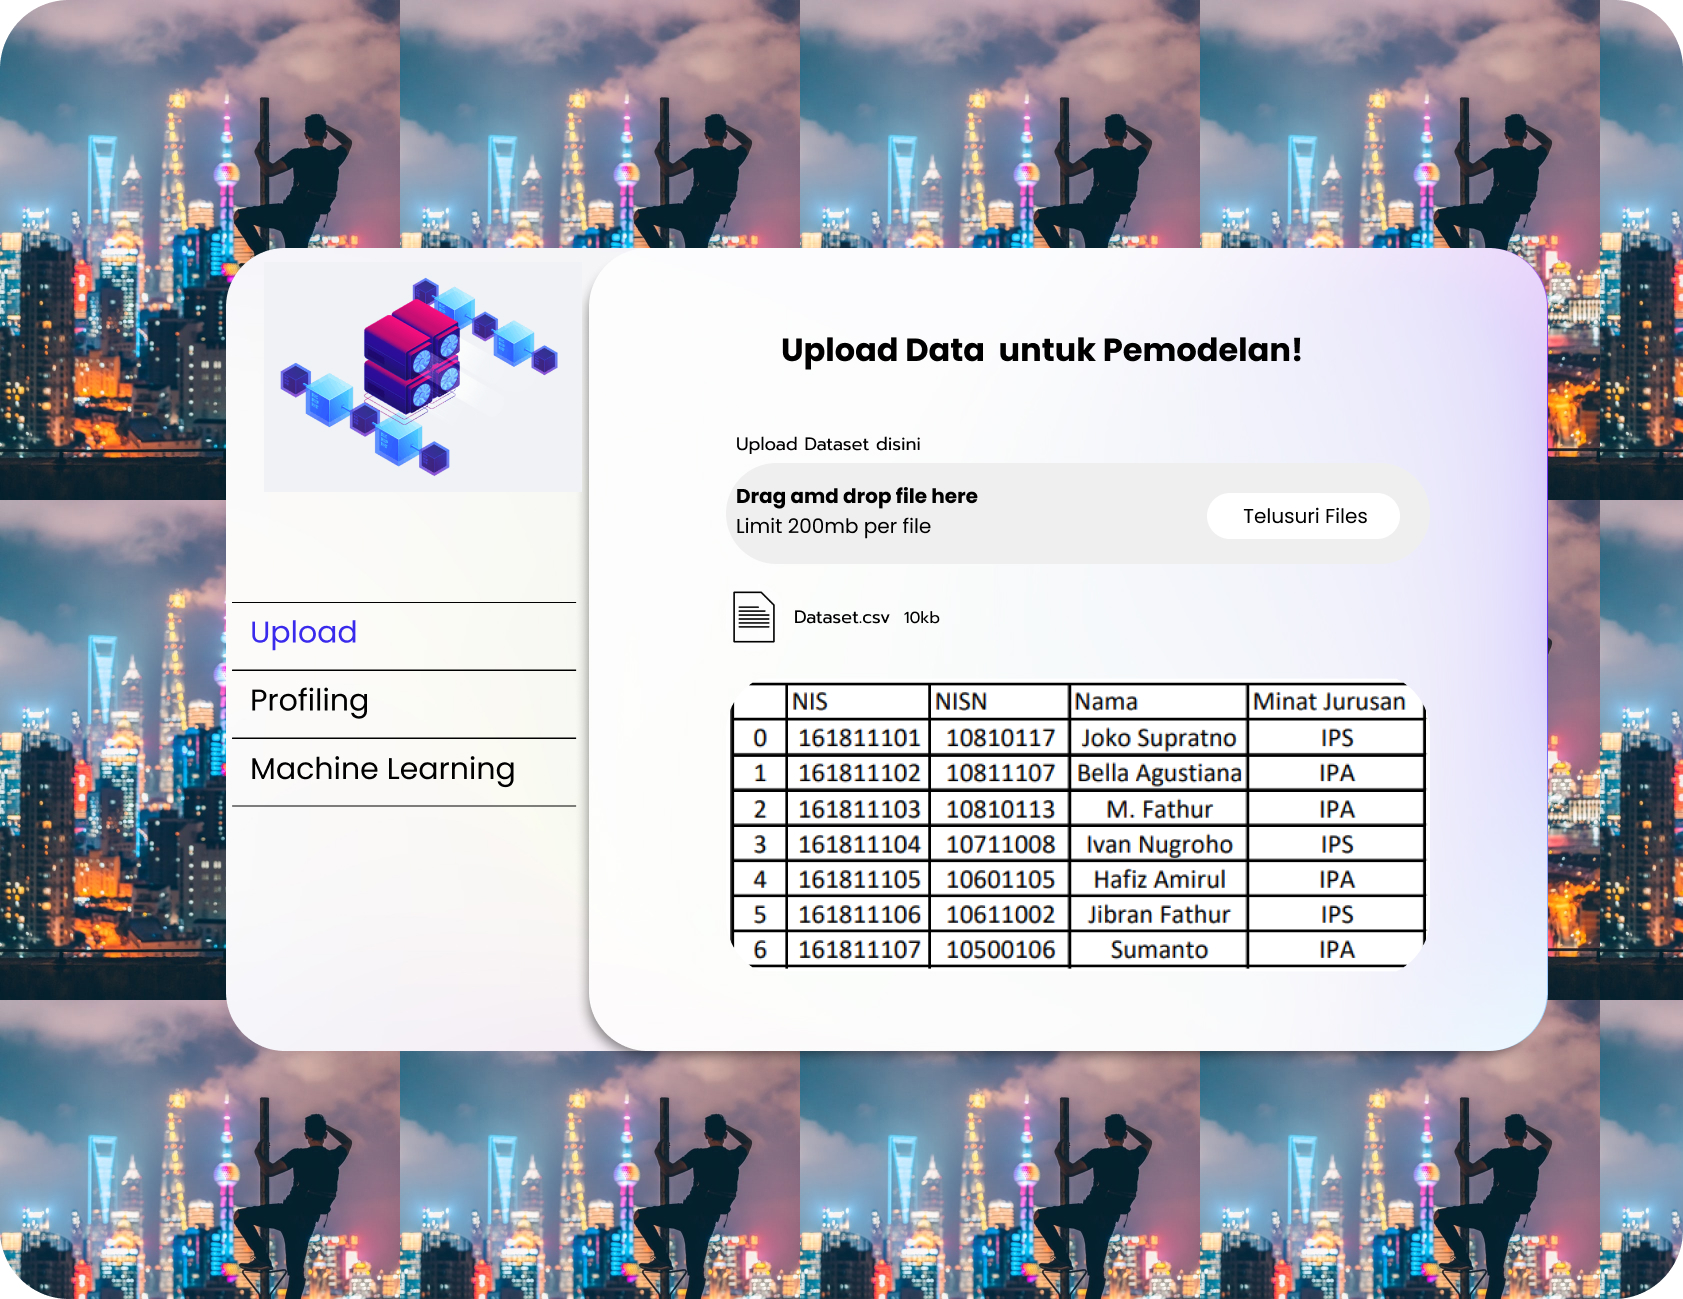 Upload Data untuk Pemodelan!
Upload Dataset disini
Drag amd drop file here
Limit 200mb per file
Telusuri Files
Dataset.csv 10kb
Upload
Profiling
Machine Learning
NIS NISN Nama Minat Jurusan
0 161811101 10810117 Joko Supratno IPS
1 161811102 10811107 Bella Agustiana IPA
2 161811103 10810113 M. Fathur IPA
3 161811104 10711008 Ivan Nugroho IPS
4 161811105 10601105 Hafiz Amirul IPA
5 161811106 10611002 Jibran Fathur IPS
6 161811107 10500106 Sumanto IPA